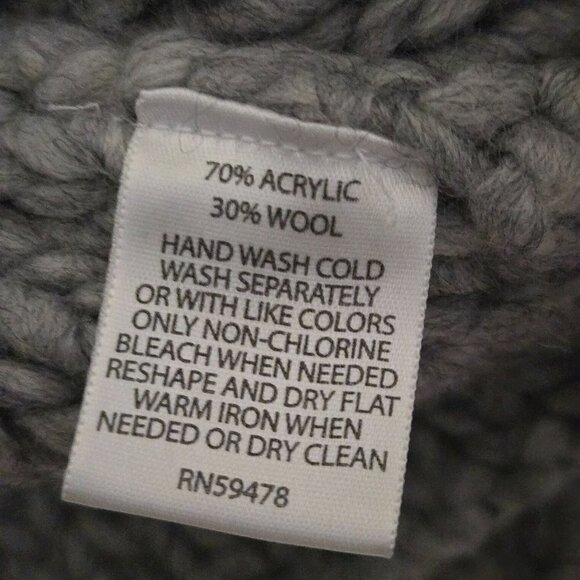 70% ACRYLIC
30% WOOL
HAND WASH COLD
WASH SEPARATELY
OR WITH LIKE COLORS
ONLY NON-CHLORINE
BLEACH WHEN NEEDED
RESHAPE AND DRY FLAT
WARM IRON WHEN
NEEDED OR DRY CLEAN
RN59478